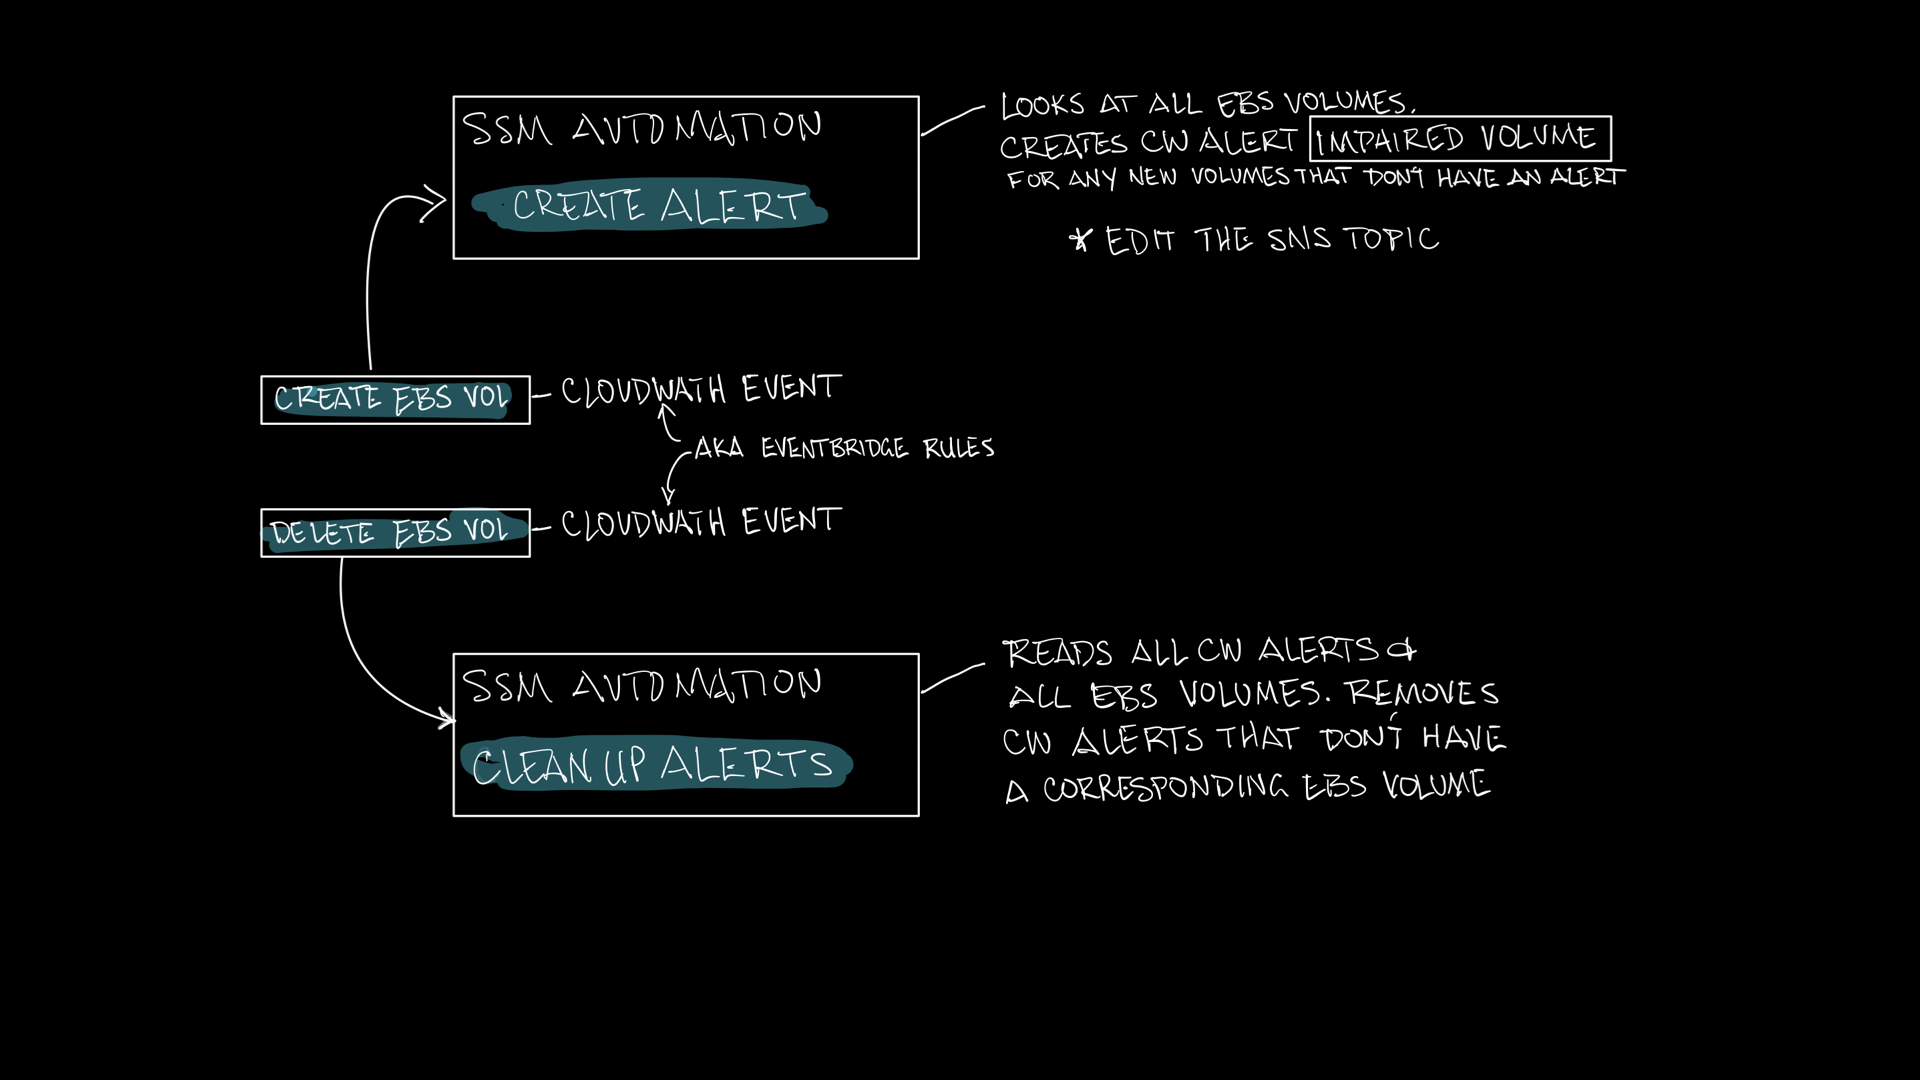 SSM AUTOMATION
CREATE ALERT
LOOKS AT ALL EBS VOLUMES.
CREATES CW ALERT IMPAIRED VOLUME
FOR ANY NEW VOLUMES THAT DON'T HAVE AN ALERT
* EDIT THE SNS TOPIC
CREATE EBS VOL - CLOUDWATH EVENT
AKA EVENTBRIDGE RULES
DELETE EBS VOL - CLOUDWATH EVENT
SSM AUTOMATION
CLEAN UP ALERTS
READS ALL CW ALERTS &
ALL EBS VOLUMES. REMOVES
CW ALERTS THAT DON'T HAVE
A CORRESPONDING EBS VOLUME